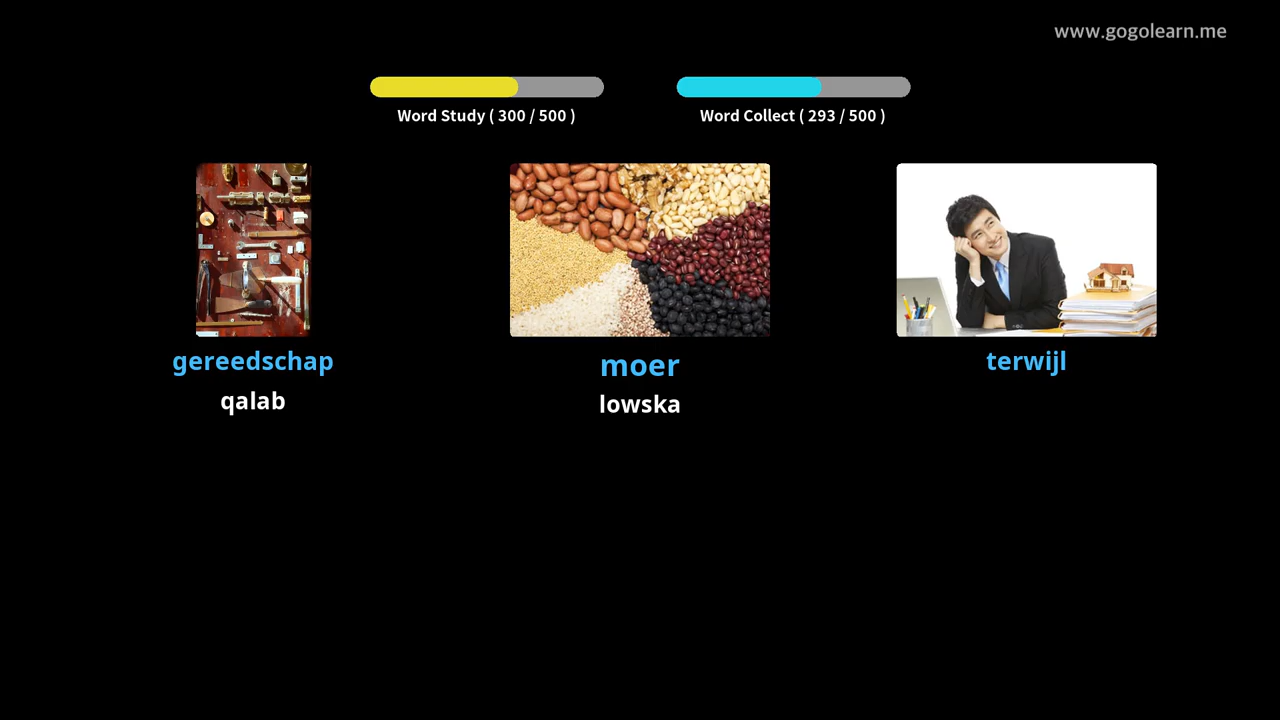 www.gogolearn.me
Word Study ( 300 / 500 )
Word Collect ( 293 / 500 )
gereedschap
qalab
moer
lowska
terwijl